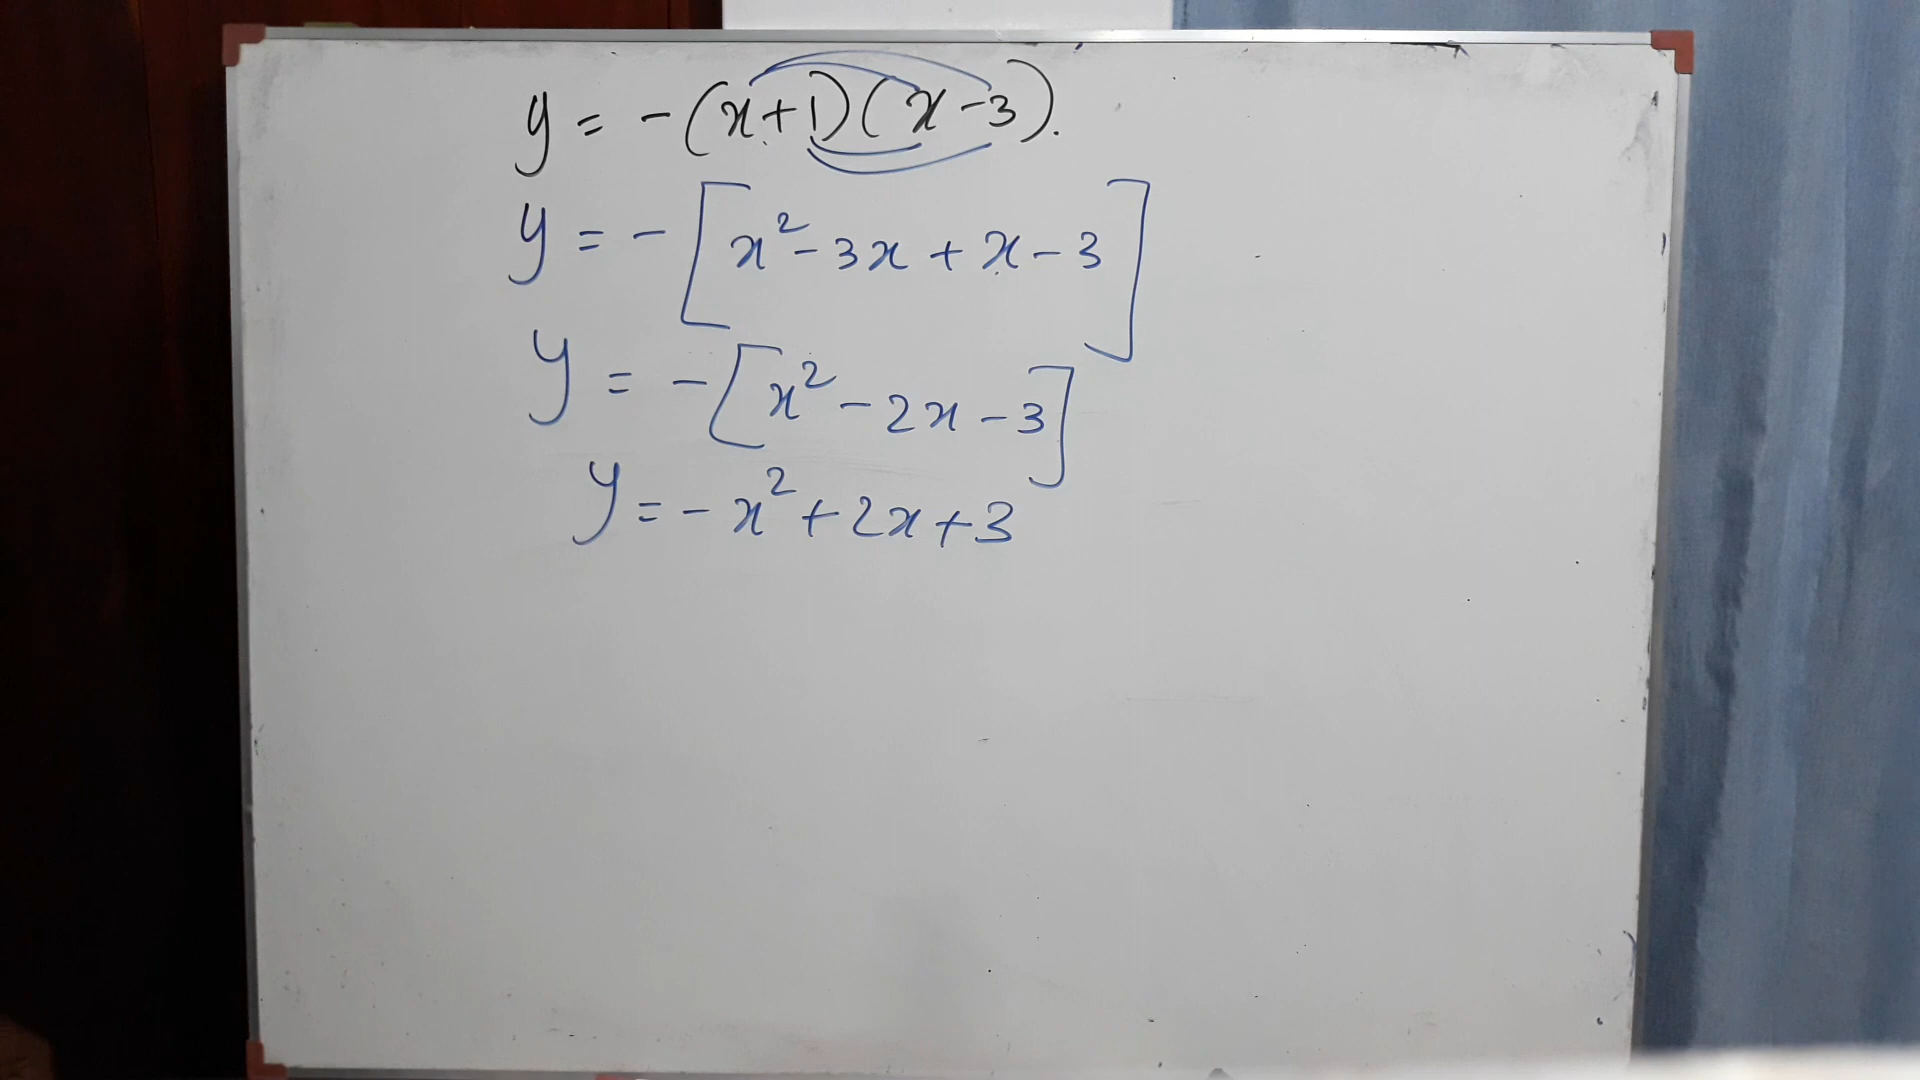 y = -(x+1)(x-3).
y = -[x²-3x+x-3]
y = -[x²-2x-3]
y = -x²+2x+3